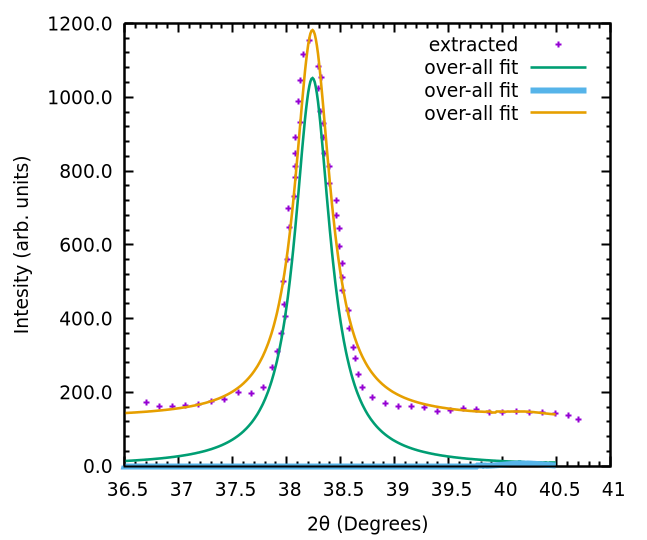 1200.0
1000.0
800.0
600.0
400.0
200.0
0.0
Intesity (arb. units)
extracted
over-all fit
over-all fit
over-all fit
36.5 37 37.5 38 38.5 39 39.5 40 40.5 41
2θ (Degrees)